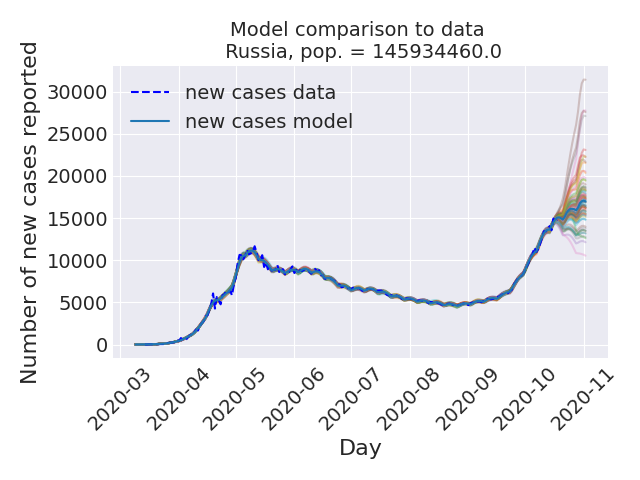 Model comparison to data
Russia, pop. = 145934460.0
Number of new cases reported
30000
25000
20000
15000
10000
5000
0
new cases data
new cases model
2020-03
2020-04
2020-05
2020-06
2020-07
2020-08
2020-09
2020-10
2020-11
Day